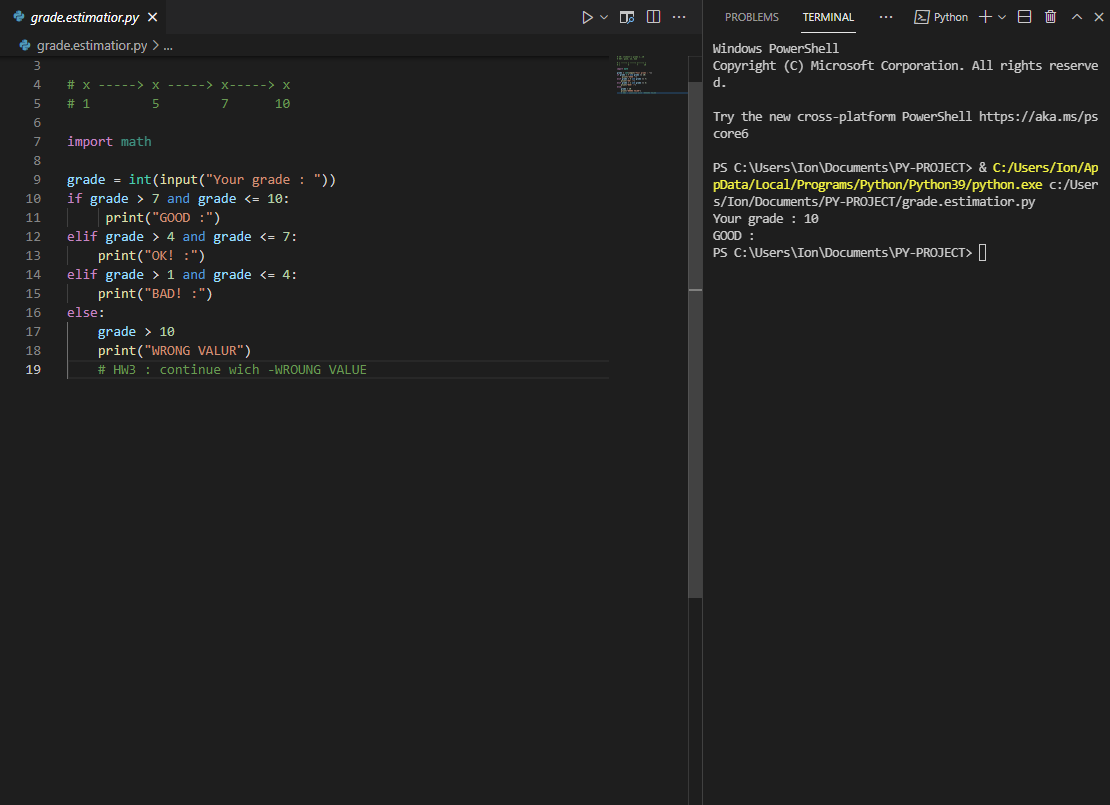 grade.estimatior.py
grade.estimatior.py > ...
3
4 # x -----> x -----> x-----> x
5 # 1        5        7      10
6
7 import math
8
9 grade = int(input("Your grade : "))
10 if grade > 7 and grade <= 10:
11      print("GOOD :")
12 elif grade > 4 and grade <= 7:
13     print("OK! :")
14 elif grade > 1 and grade <= 4:
15     print("BAD! :")
16 else:
17     grade > 10
18     print("WRONG VALUR")
19     # HW3 : continue wich -WROUNG VALUE
PROBLEMS TERMINAL ... Python
Windows PowerShell
Copyright (C) Microsoft Corporation. All rights reserve
d.
Try the new cross-platform PowerShell https://aka.ms/ps
core6
PS C:\Users\Ion\Documents\PY-PROJECT> & C:/Users/Ion/Ap
pData/Local/Programs/Python/Python39/python.exe c:/User
s/Ion/Documents/PY-PROJECT/grade.estimatior.py
Your grade : 10
GOOD :
PS C:\Users\Ion\Documents\PY-PROJECT>